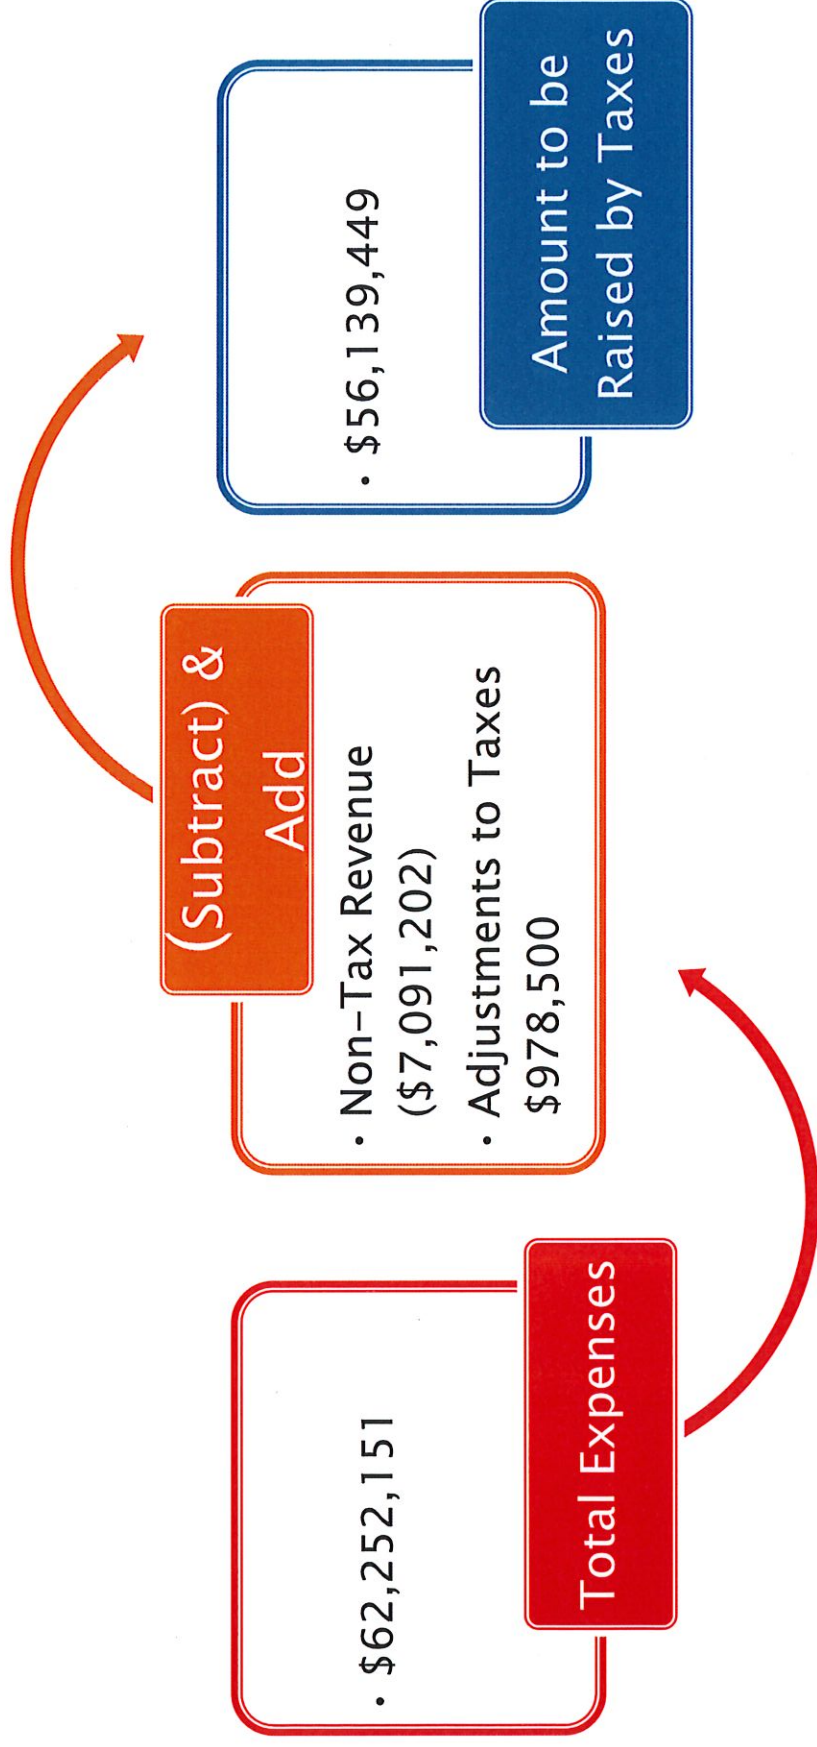 • $62,252,151
Total Expenses
(Subtract) &
Add
• Non-Tax Revenue
($7,091,202)
• Adjustments to Taxes
$978,500
• $56,139,449
Amount to be
Raised by Taxes